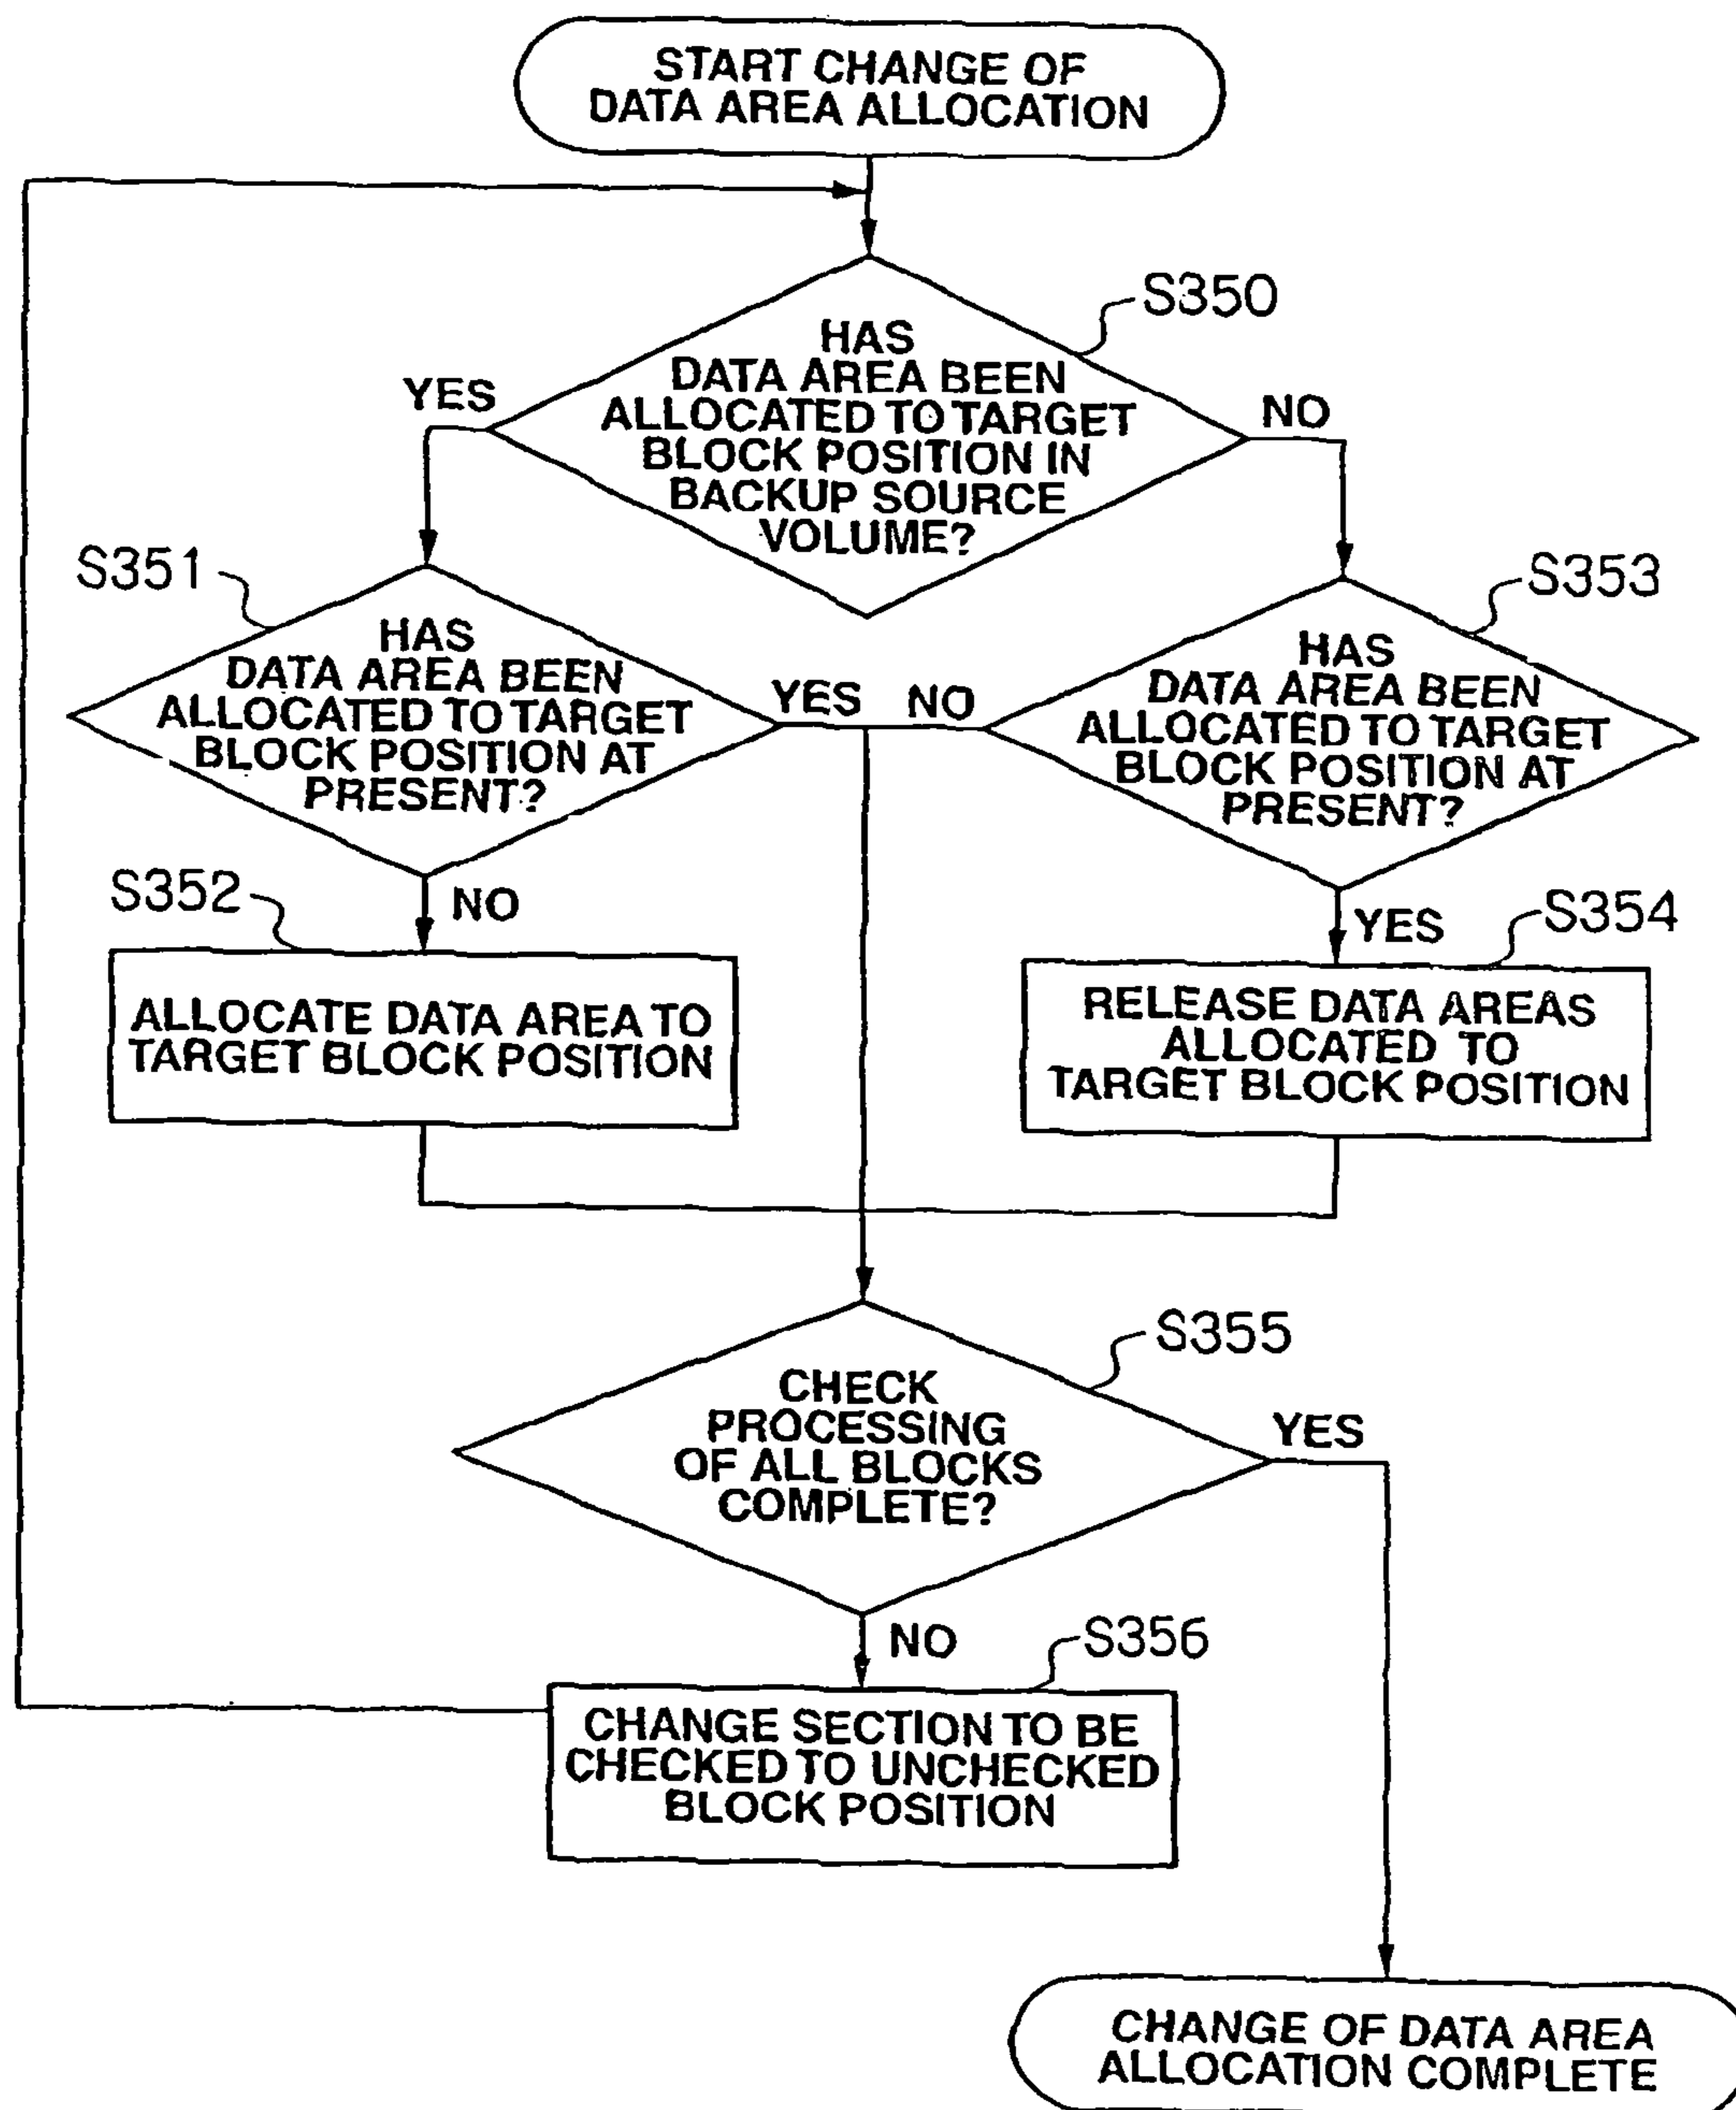 START CHANGE OF
DATA AREA ALLOCATION
S350
HAS
DATA AREA BEEN
ALLOCATED TO TARGET
BLOCK POSITION IN
BACKUP SOURCE
VOLUME?
YES
NO
S351
HAS
DATA AREA BEEN
ALLOCATED TO TARGET
BLOCK POSITION AT
PRESENT?
YES
NO
S353
HAS
DATA AREA BEEN
ALLOCATED TO TARGET
BLOCK POSITION AT
PRESENT?
S352
NO
ALLOCATE DATA AREA TO
TARGET BLOCK POSITION
YES
S354
RELEASE DATA AREAS
ALLOCATED TO
TARGET BLOCK POSITION
S355
CHECK
PROCESSING
OF ALL BLOCKS
COMPLETE?
YES
NO
S356
CHANGE SECTION TO BE
CHECKED TO UNCHECKED
BLOCK POSITION
CHANGE OF DATA AREA
ALLOCATION COMPLETE